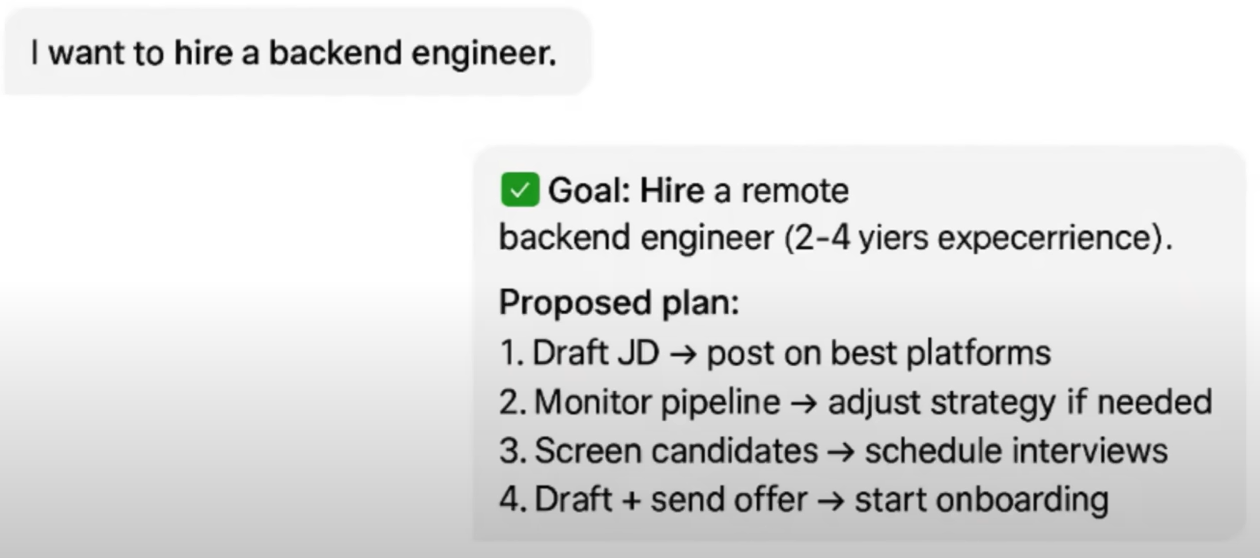 I want to hire a backend engineer.
✅ Goal: Hire a remote
backend engineer (2-4 yiers expecerrience).
Proposed plan:
1. Draft JD → post on best platforms
2. Monitor pipeline → adjust strategy if needed
3. Screen candidates → schedule interviews
4. Draft + send offer → start onboarding